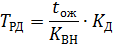 T_РД = t_ож / K_ВН · K_Д